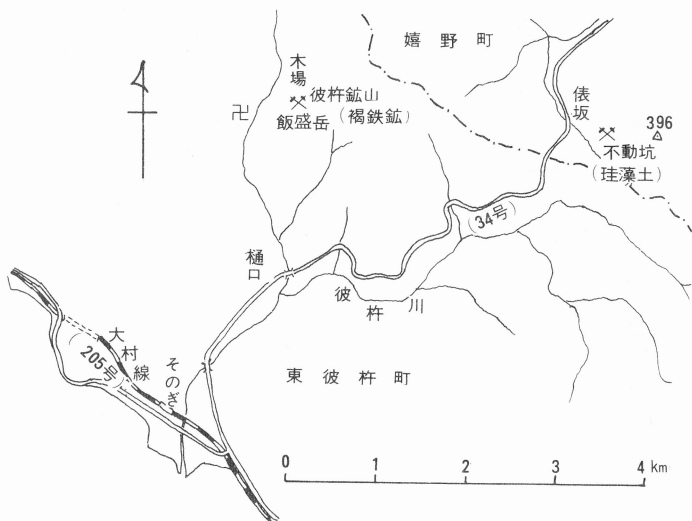 嬉野町
木場
卍
彼杵鉱山
飯盛岳(褐鉄鉱)
俵坂
396
不動坑
(珪藻土)
(34号)
樋口
彼杵川
大村線
(205号)
そのぎ
東彼杵町
0 1 2 3 4 km